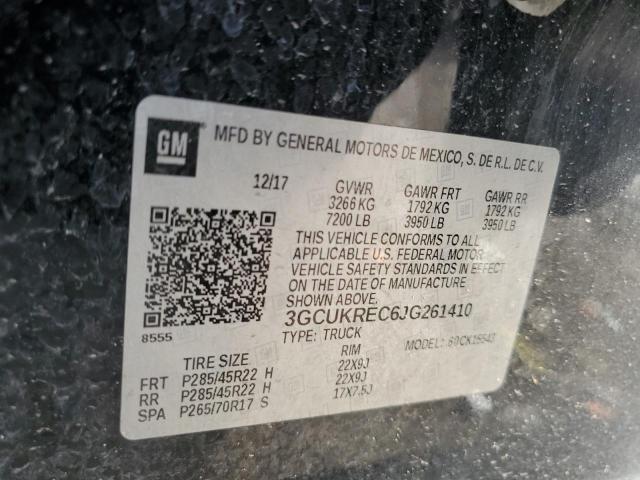 GM MFD BY GENERAL MOTORS DE MEXICO, S. DE R.L. DE C.V.
12/17 GVWR GAWR FRT GAWR RR
3266 KG 1792 KG 1792 KG
7200 LB 3950 LB 3950 LB
THIS VEHICLE CONFORMS TO ALL
APPLICABLE U.S. FEDERAL MOTOR
VEHICLE SAFETY STANDARDS IN EFFECT
ON THE DATE OF MANUFACTURE
SHOWN ABOVE.
3GCUKREC6JG261410
8555 TYPE: TRUCK MODEL:
TIRE SIZE RIM
FRT P285/45R22 H 22X9J
RR P285/45R22 H 22X9J
SPA P265/70R17 S 17X7.5J